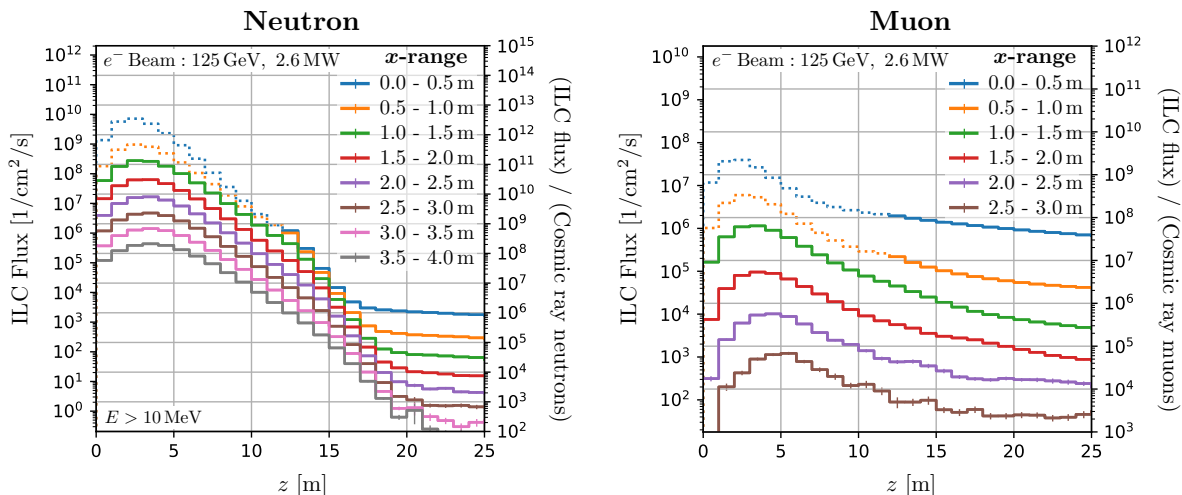 Neutron
e⁻ Beam : 125 GeV, 2.6 MW
x-range
0.0 - 0.5 m
0.5 - 1.0 m
1.0 - 1.5 m
1.5 - 2.0 m
2.0 - 2.5 m
2.5 - 3.0 m
3.0 - 3.5 m
3.5 - 4.0 m
E > 10 MeV
ILC Flux [1/cm²/s]
10¹²
10¹¹
10¹⁰
10⁹
10⁸
10⁷
10⁶
10⁵
10⁴
10³
10²
10¹
10⁰
(ILC flux) / (Cosmic ray neutrons)
10¹⁵
10¹⁴
10¹³
10¹²
10¹¹
10¹⁰
10⁹
10⁸
10⁷
10⁶
10⁵
10⁴
10³
10²
0 5 10 15 20 25
z [m]
Muon
e⁻ Beam : 125 GeV, 2.6 MW
x-range
0.0 - 0.5 m
0.5 - 1.0 m
1.0 - 1.5 m
1.5 - 2.0 m
2.0 - 2.5 m
2.5 - 3.0 m
ILC Flux [1/cm²/s]
10¹⁰
10⁹
10⁸
10⁷
10⁶
10⁵
10⁴
10³
10²
(ILC flux) / (Cosmic ray muons)
10¹²
10¹¹
10¹⁰
10⁹
10⁸
10⁷
10⁶
10⁵
10⁴
10³
0 5 10 15 20 25
z [m]